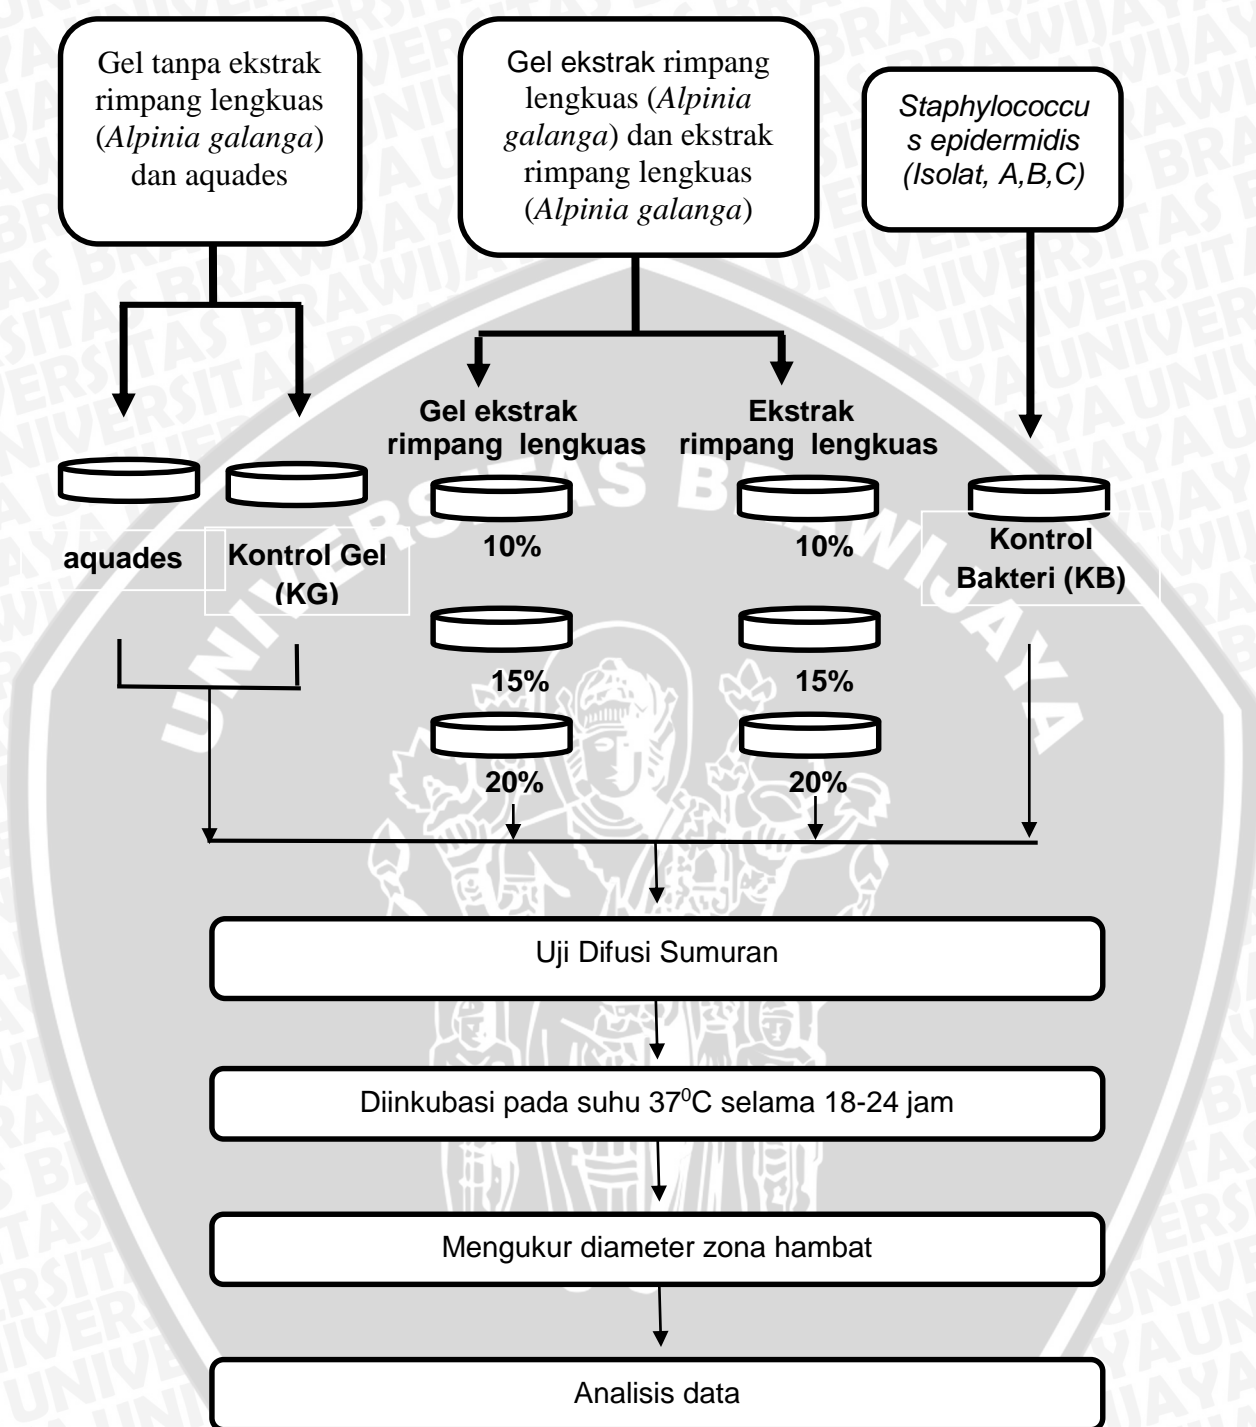 Gel tanpa ekstrak
rimpang lengkuas
(Alpinia galanga)
dan aquades
Gel ekstrak rimpang
lengkuas (Alpinia
galanga) dan ekstrak
rimpang lengkuas
(Alpinia galanga)
Staphylococcu
s epidermidis
(Isolat, A,B,C)
Gel ekstrak
rimpang lengkuas
Ekstrak
rimpang lengkuas
aquades
Kontrol Gel
(KG)
10%
15%
20%
10%
15%
20%
Kontrol
Bakteri (KB)
Uji Difusi Sumuran
Diinkubasi pada suhu 37⁰C selama 18-24 jam
Mengukur diameter zona hambat
Analisis data
UNIVERSITAS BRAWIJAYA